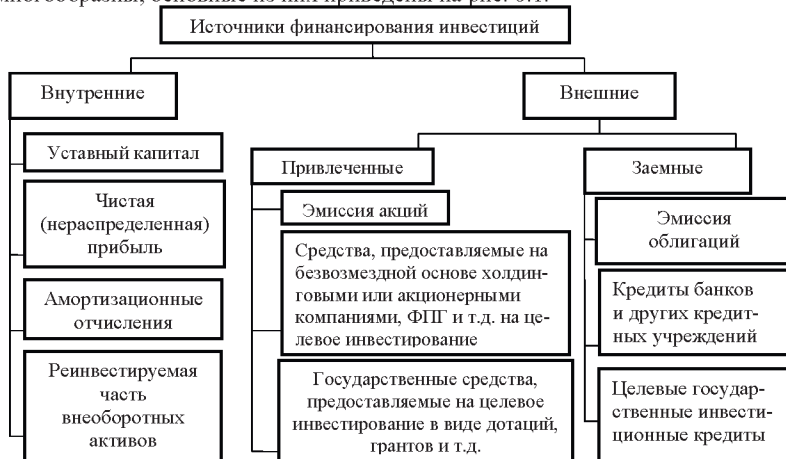 многообразны, основные из них приведены на рис. 6.1.
Источники финансирования инвестиций
Внутренние
Внешние
Уставный капитал
Чистая
(нераспределенная)
прибыль
Амортизационные
отчисления
Реинвестируемая
часть
внеоборотных
активов
Привлеченные
Эмиссия акций
Средства, предоставляемые на
безвозмездной основе холдин-
говыми или акционерными
компаниями, ФПГ и т.д. на це-
левое инвестирование
Государственные средства,
предоставляемые на целевое
инвестирование в виде дотаций,
грантов и т.д.
Заемные
Эмиссия
облигаций
Кредиты банков
и других кредит-
ных учреждений
Целевые государ-
ственные инвести-
ционные кредиты